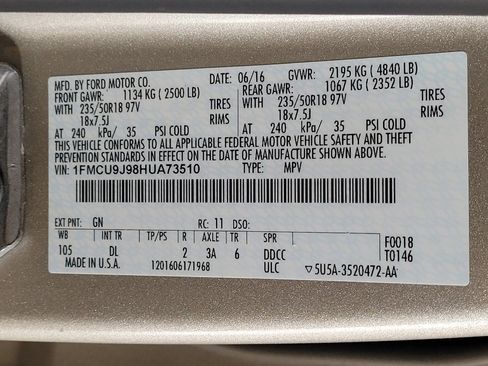 MFD. BY FORD MOTOR CO. 06/16 GVWR: 2195 KG ( 4840 LB)
FRONT GAWR: 1134 KG ( 2500 LB) REAR GAWR: 1067 KG ( 2352 LB)
WITH WITH
235/50R18 97V TIRES 235/50R18 97V TIRES
18x7.5J RIMS 18x7.5J RIMS
AT 240 kPa/ 35 PSI COLD AT 240 kPa/ 35 PSI COLD
THIS VEHICLE CONFORMS TO ALL APPLICABLE FEDERAL MOTOR VEHICLE SAFETY AND THEFT
PREVENTION STANDARDS IN EFFECT ON THE DATE OF MANUFACTURE SHOWN ABOVE.
VIN: 1FMCU9J98HUA73510 TYPE: MPV
EXT PNT: GN RC: 11 DSO:
WB INT TR TP/PS R AXLE TR SPR F0018
105 DL 2 3A 6 DDCC T0146
MADE IN U.S.A. 1201606171968 ULC ▽5U5A-3520472-AA